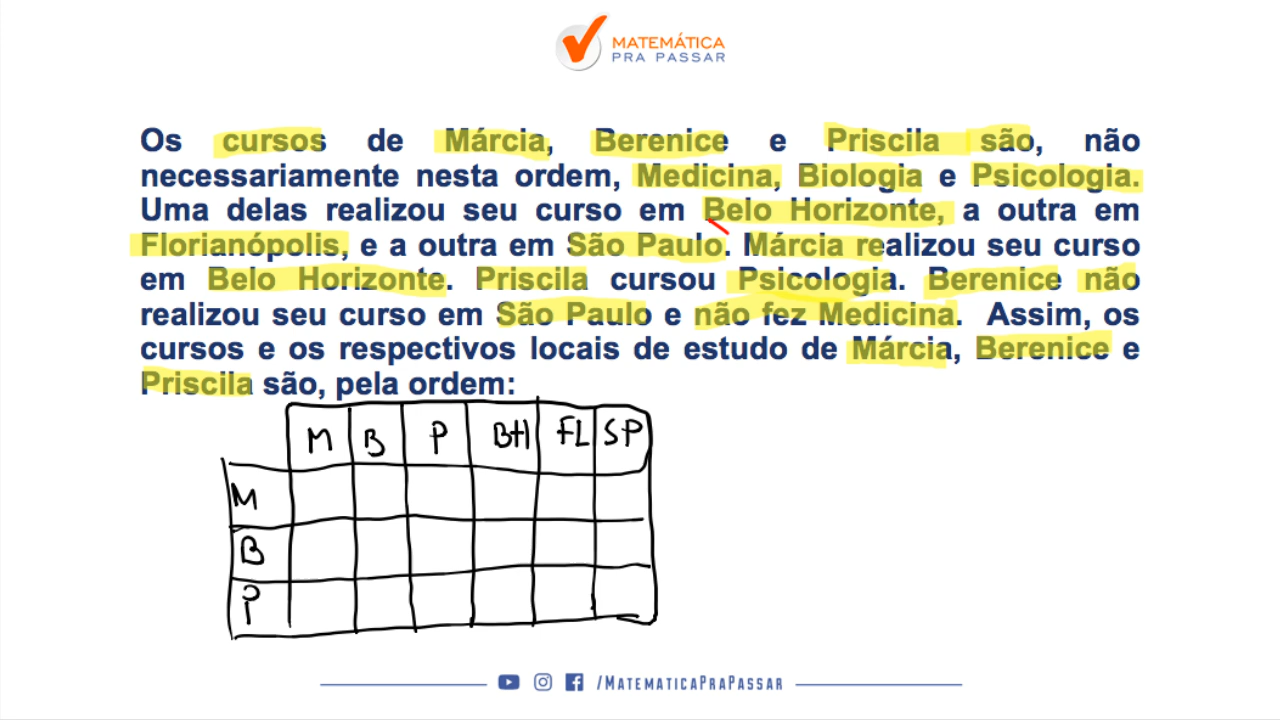 MATEMÁTICA
PRA PASSAR
Os cursos de Márcia, Berenice e Priscila são, não
necessariamente nesta ordem, Medicina, Biologia e Psicologia.
Uma delas realizou seu curso em Belo Horizonte, a outra em
Florianópolis, e a outra em São Paulo. Márcia realizou seu curso
em Belo Horizonte. Priscila cursou Psicologia. Berenice não
realizou seu curso em São Paulo e não fez Medicina. Assim, os
cursos e os respectivos locais de estudo de Márcia, Berenice e
Priscila são, pela ordem:
M B P BH FL SP
M
B
P
/MATEMATICAPRAPASSAR